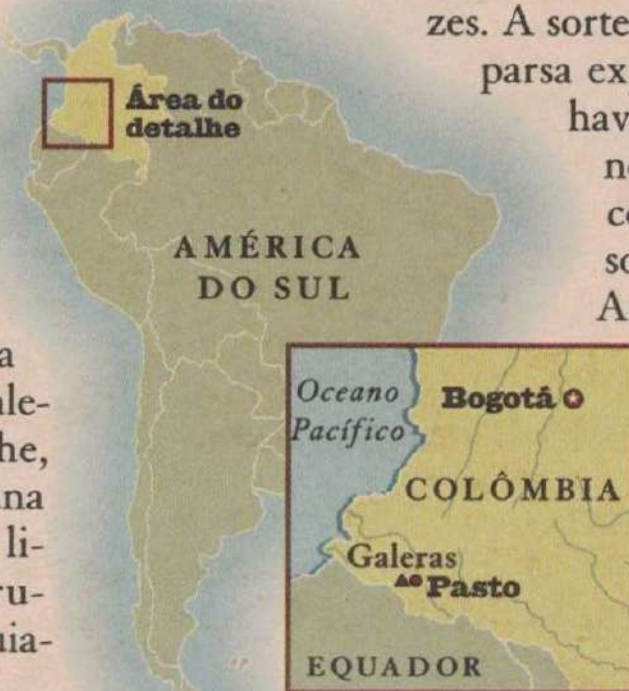 zes. A sorte
parsa ex
hav
Área do
detalhe
AMÉRICA
DO SUL
a
he,
na
li-
ru-
uia-
Oceano
Pacífico
Bogotá
COLÔMBIA
Galeras
Pasto
EQUADOR